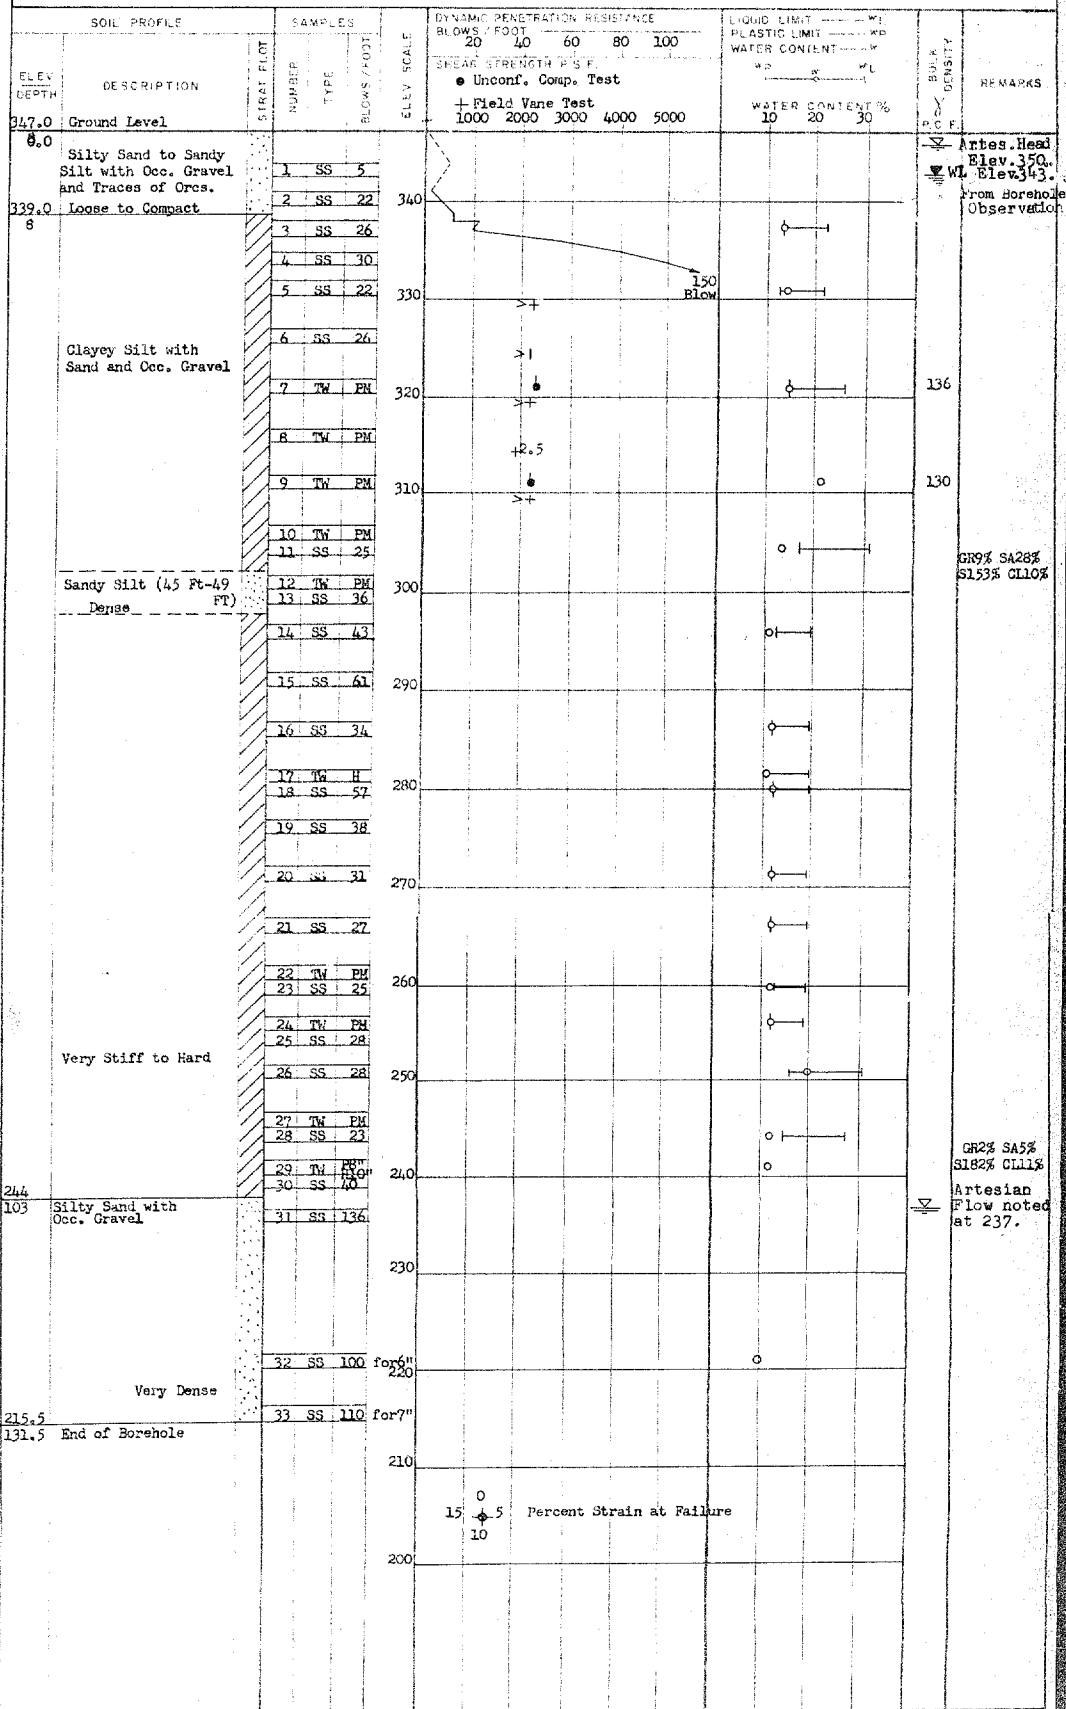 SOIL PROFILE
SAMPLES
DYNAMIC PENETRATION RESISTANCE
BLOWS / FOOT
20 40 60 80 100
SHEAR STRENGTH P.S.F.
● Unconf. Comp. Test
+ Field Vane Test
1000 2000 3000 4000 5000
LIQUID LIMIT WL
PLASTIC LIMIT WP
WATER CONTENT W
WP W WL
WATER CONTENT %
10 20 30
BULK DENSITY
P.C.F.
REMARKS
ELEV
DEPTH
DESCRIPTION
STRAT PLOT
NUMBER
TYPE
BLOWS / FOOT
ELEV SCALE
347.0 Ground Level
0.0
Silty Sand to Sandy
Silt with Occ. Gravel
and Traces of Orcs.
339.0 Loose to Compact
8
Artes. Head
Elev. 350.
WL Elev. 343.
From Borehole
Observation
1 SS 5
2 SS 22
340
3 SS 26
4 SS 30
5 SS 22
150
Blow
330
6 SS 26
Clayey Silt with
Sand and Occ. Gravel
7 TW PM
320
136
8 TW PM
2.5
9 TW PM
310
130
10 TW PM
11 SS 25
GR9% SA28%
SI53% CL10%
Sandy Silt (45 Ft-49
FT)
Dense
12 TW PM
300
13 SS 36
14 SS 43
15 SS 61
290
16 SS 34
17 TW H
280
18 SS 57
19 SS 38
20 SS 31
270
21 SS 27
22 TW PM
260
23 SS 25
24 TW PM
25 SS 28
Very Stiff to Hard
26 SS 28
250
27 TW PM
28 SS 23
GR2% SA5%
SI82% CL11%
29 TW
240
30 SS 40
244
103
Silty Sand with
Occ. Gravel
Artesian
Flow noted
at 237.
31 SS 136
230
32 SS 100 for6"
220
Very Dense
33 SS 110 for7"
215.5
131.5 End of Borehole
210
0
15 5 Percent Strain at Failure
10
200